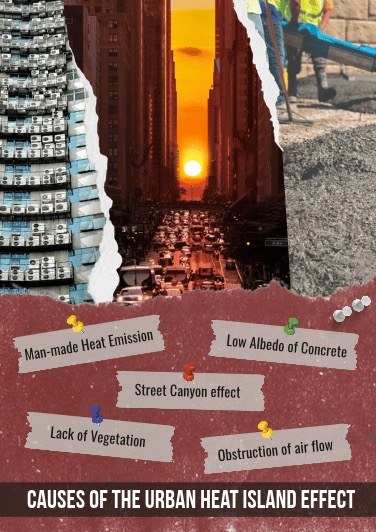 Man-made Heat Emission
Low Albedo of Concrete
Street Canyon effect
Lack of Vegetation
Obstruction of air flow
CAUSES OF THE URBAN HEAT ISLAND EFFECT